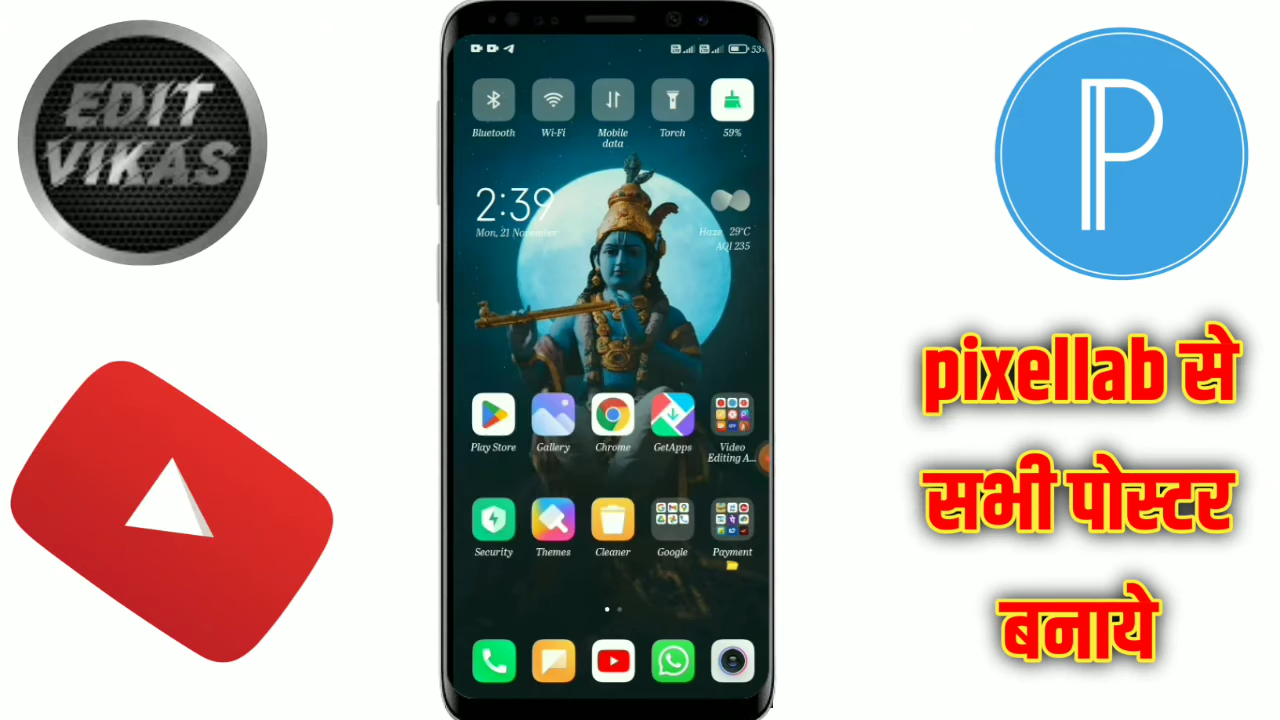 EDIT
VIKAS
53
Bluetooth
Wi-Fi
Mobile
data
Torch
59%
2:39
Mon, 21 November
Haze 29°C
AQI 235
Play Store
Gallery
Chrome
GetApps
Video
Editing A...
Security
Themes
Cleaner
Google
Payment
P
pixellab से
सभी पोस्टर
बनाये